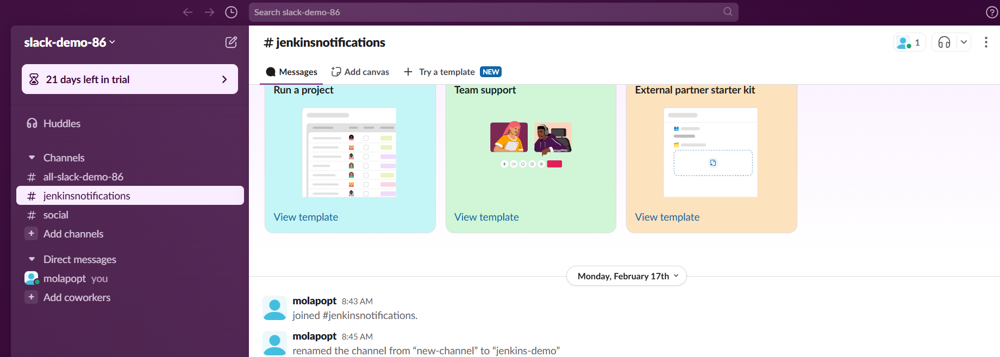 Search slack-demo-86
slack-demo-86
21 days left in trial
Huddles
Channels
# all-slack-demo-86
# jenkinsnotifications
# social
+ Add channels
Direct messages
molapopt you
+ Add coworkers
# jenkinsnotifications
1
Messages Add canvas + Try a template NEW
Run a project
View template
Team support
View template
External partner starter kit
View template
Monday, February 17th
molapopt 8:43 AM
joined #jenkinsnotifications.
molapopt 8:45 AM
renamed the channel from “new-channel” to “jenkins-demo”